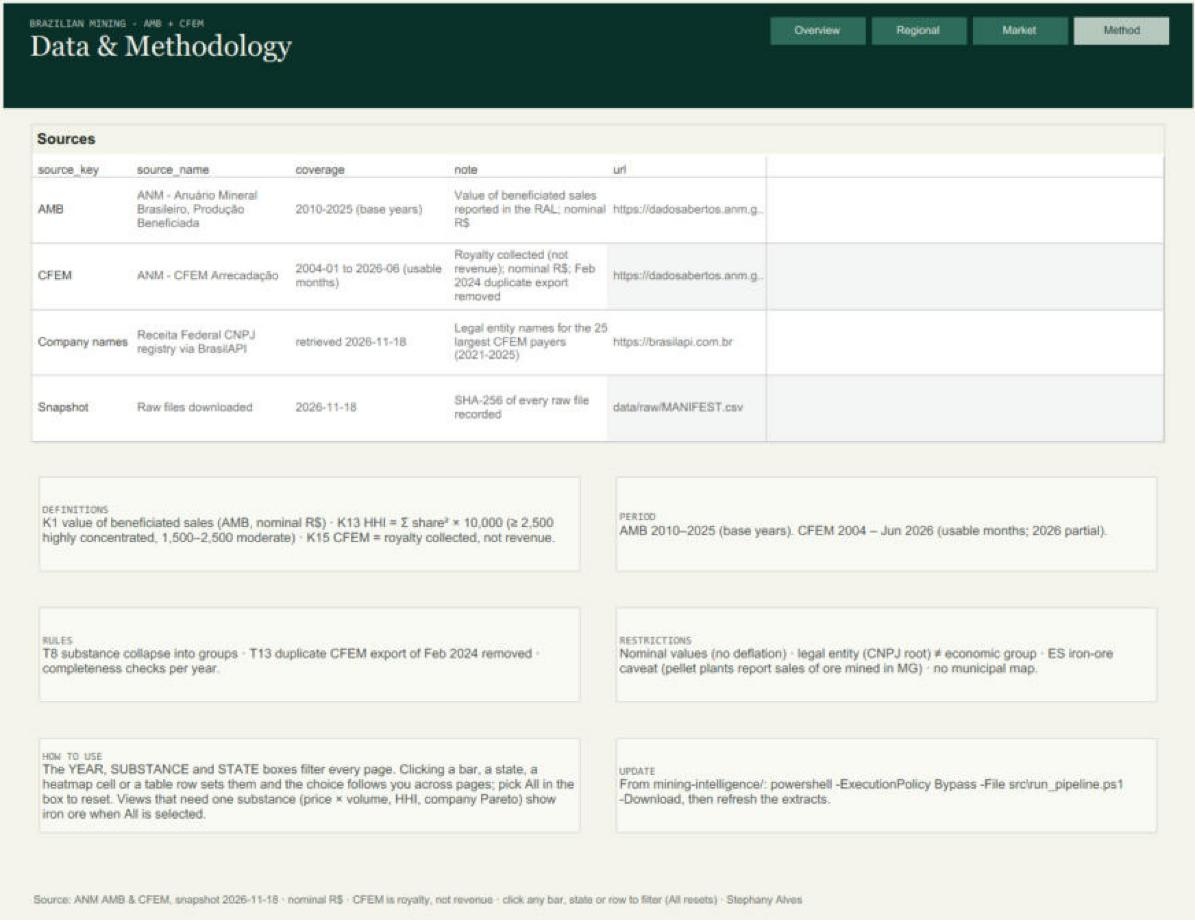 BRAZILIAN MINING · AMB + CFEM
Data & Methodology
Overview
Regional
Market
Method
Sources
source_key source_name coverage note url
AMB
ANM - Anuário Mineral
Brasileiro, Produção
Beneficiada
2010-2025 (base years)
Value of beneficiated sales
reported in the RAL; nominal
R$
https://dadosabertos.anm.g..
CFEM
ANM - CFEM Arrecadação
2004-01 to 2026-06 (usable
months)
Royalty collected (not
revenue); nominal R$; Feb
2024 duplicate export
removed
https://dadosabertos.anm.g..
Company names
Receita Federal CNPJ
registry via BrasilAPI
retrieved 2026-11-18
Legal entity names for the 25
largest CFEM payers
(2021-2025)
https://brasilapi.com.br
Snapshot
Raw files downloaded
2026-11-18
SHA-256 of every raw file
recorded
data/raw/MANIFEST.csv
DEFINITIONS
K1 value of beneficiated sales (AMB, nominal R$) · K13 HHI = Σ share² × 10,000 (≥ 2,500
highly concentrated, 1,500–2,500 moderate) · K15 CFEM = royalty collected, not revenue.
PERIOD
AMB 2010–2025 (base years). CFEM 2004 – Jun 2026 (usable months; 2026 partial).
RULES
T8 substance collapse into groups · T13 duplicate CFEM export of Feb 2024 removed ·
completeness checks per year.
RESTRICTIONS
Nominal values (no deflation) · legal entity (CNPJ root) ≠ economic group · ES iron-ore
caveat (pellet plants report sales of ore mined in MG) · no municipal map.
HOW TO USE
The YEAR, SUBSTANCE and STATE boxes filter every page. Clicking a bar, a state, a
heatmap cell or a table row sets them and the choice follows you across pages; pick All in the
box to reset. Views that need one substance (price × volume, HHI, company Pareto) show
iron ore when All is selected.
UPDATE
From mining-intelligence/: powershell -ExecutionPolicy Bypass -File src\run_pipeline.ps1
-Download, then refresh the extracts.
Source: ANM AMB & CFEM, snapshot 2026-11-18 · nominal R$ · CFEM is royalty, not revenue · click any bar, state or row to filter (All resets) · Stephany Alves